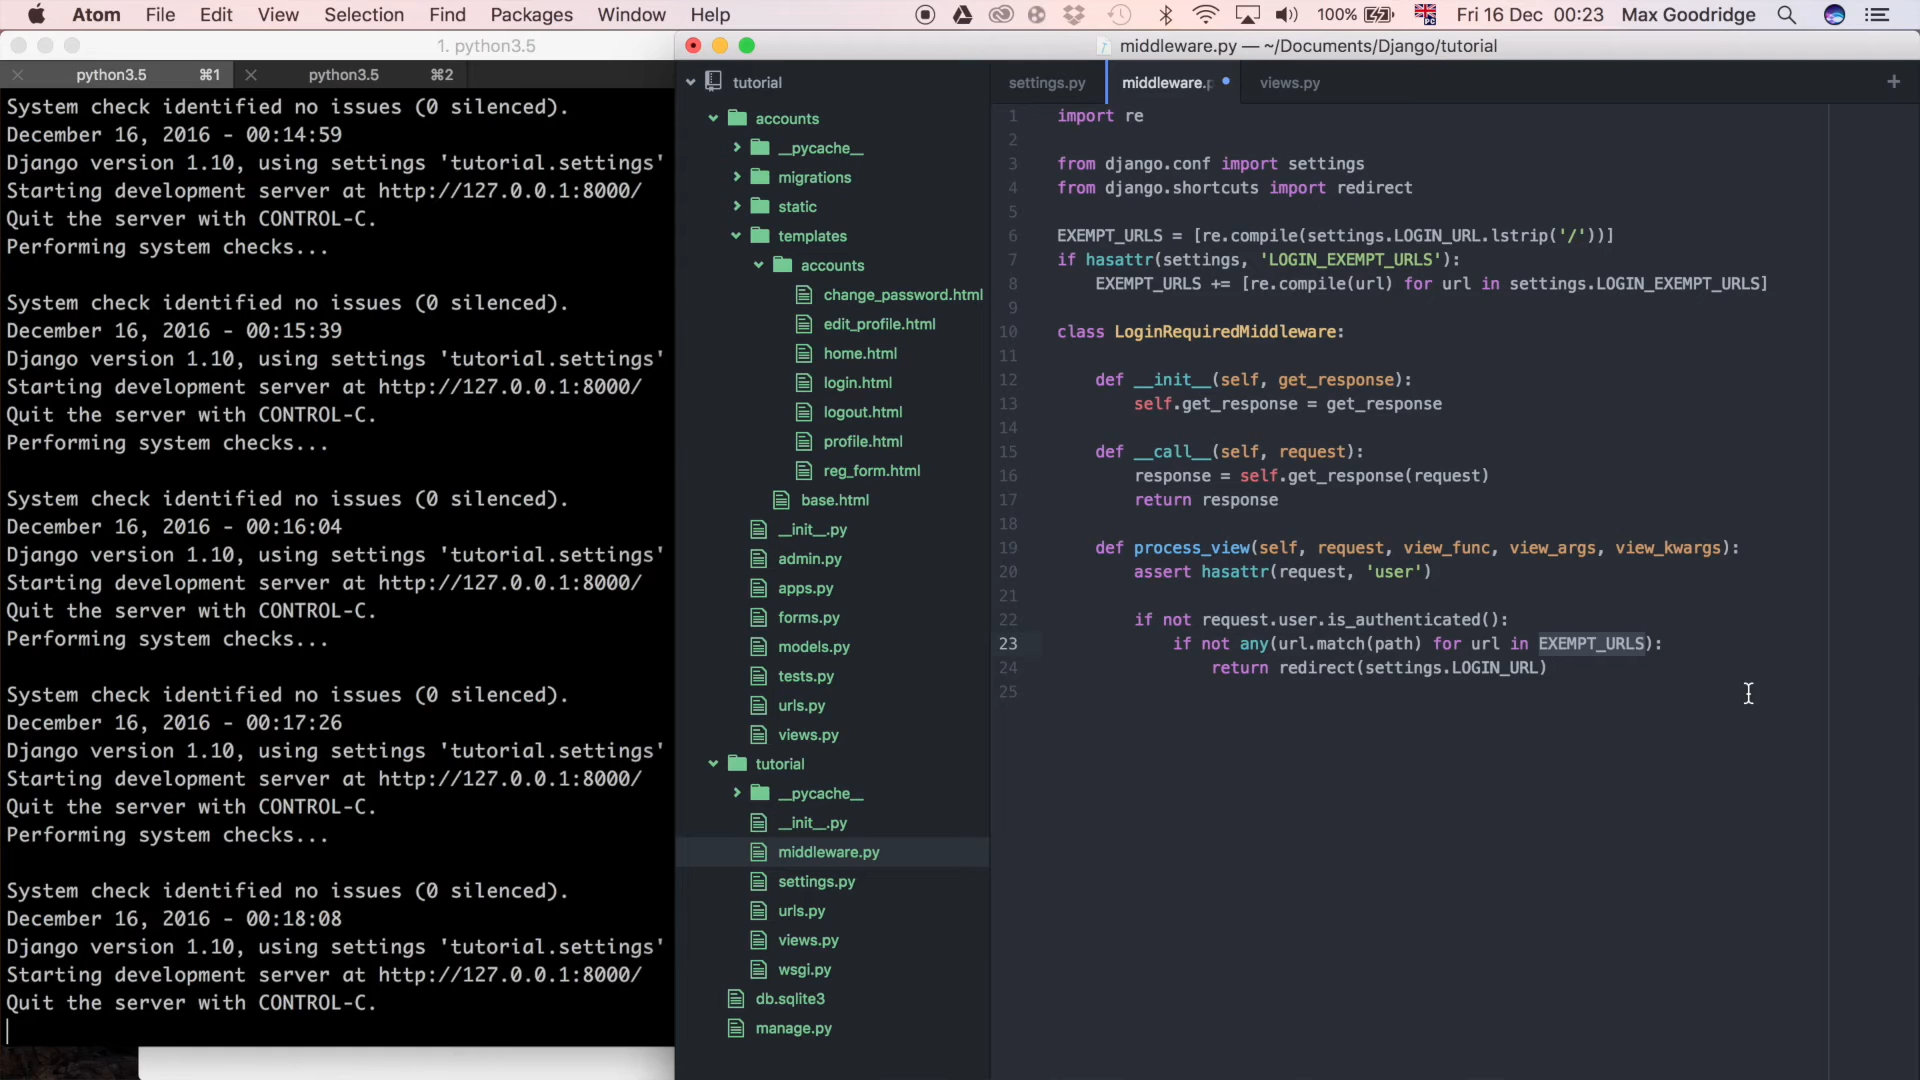 Atom File Edit View Selection Find Packages Window Help 100% Fri 16 Dec 00:23 Max Goodridge
1. python3.5
python3.5 ⌘1 python3.5 ⌘2
System check identified no issues (0 silenced).
December 16, 2016 - 00:14:59
Django version 1.10, using settings 'tutorial.settings'
Starting development server at http://127.0.0.1:8000/
Quit the server with CONTROL-C.
Performing system checks...
System check identified no issues (0 silenced).
December 16, 2016 - 00:15:39
Django version 1.10, using settings 'tutorial.settings'
Starting development server at http://127.0.0.1:8000/
Quit the server with CONTROL-C.
Performing system checks...
System check identified no issues (0 silenced).
December 16, 2016 - 00:16:04
Django version 1.10, using settings 'tutorial.settings'
Starting development server at http://127.0.0.1:8000/
Quit the server with CONTROL-C.
Performing system checks...
System check identified no issues (0 silenced).
December 16, 2016 - 00:17:26
Django version 1.10, using settings 'tutorial.settings'
Starting development server at http://127.0.0.1:8000/
Quit the server with CONTROL-C.
Performing system checks...
System check identified no issues (0 silenced).
December 16, 2016 - 00:18:08
Django version 1.10, using settings 'tutorial.settings'
Starting development server at http://127.0.0.1:8000/
Quit the server with CONTROL-C.
middleware.py — ~/Documents/Django/tutorial
tutorial
accounts
__pycache__
migrations
static
templates
accounts
change_password.html
edit_profile.html
home.html
login.html
logout.html
profile.html
reg_form.html
base.html
__init__.py
admin.py
apps.py
forms.py
models.py
tests.py
urls.py
views.py
tutorial
__pycache__
__init__.py
middleware.py
settings.py
urls.py
views.py
wsgi.py
db.sqlite3
manage.py
settings.py middleware.p views.py
1 import re
2
3 from django.conf import settings
4 from django.shortcuts import redirect
5
6 EXEMPT_URLS = [re.compile(settings.LOGIN_URL.lstrip('/'))]
7 if hasattr(settings, 'LOGIN_EXEMPT_URLS'):
8 EXEMPT_URLS += [re.compile(url) for url in settings.LOGIN_EXEMPT_URLS]
9
10 class LoginRequiredMiddleware:
11
12 def __init__(self, get_response):
13 self.get_response = get_response
14
15 def __call__(self, request):
16 response = self.get_response(request)
17 return response
18
19 def process_view(self, request, view_func, view_args, view_kwargs):
20 assert hasattr(request, 'user')
21
22 if not request.user.is_authenticated():
23 if not any(url.match(path) for url in EXEMPT_URLS):
24 return redirect(settings.LOGIN_URL)
25